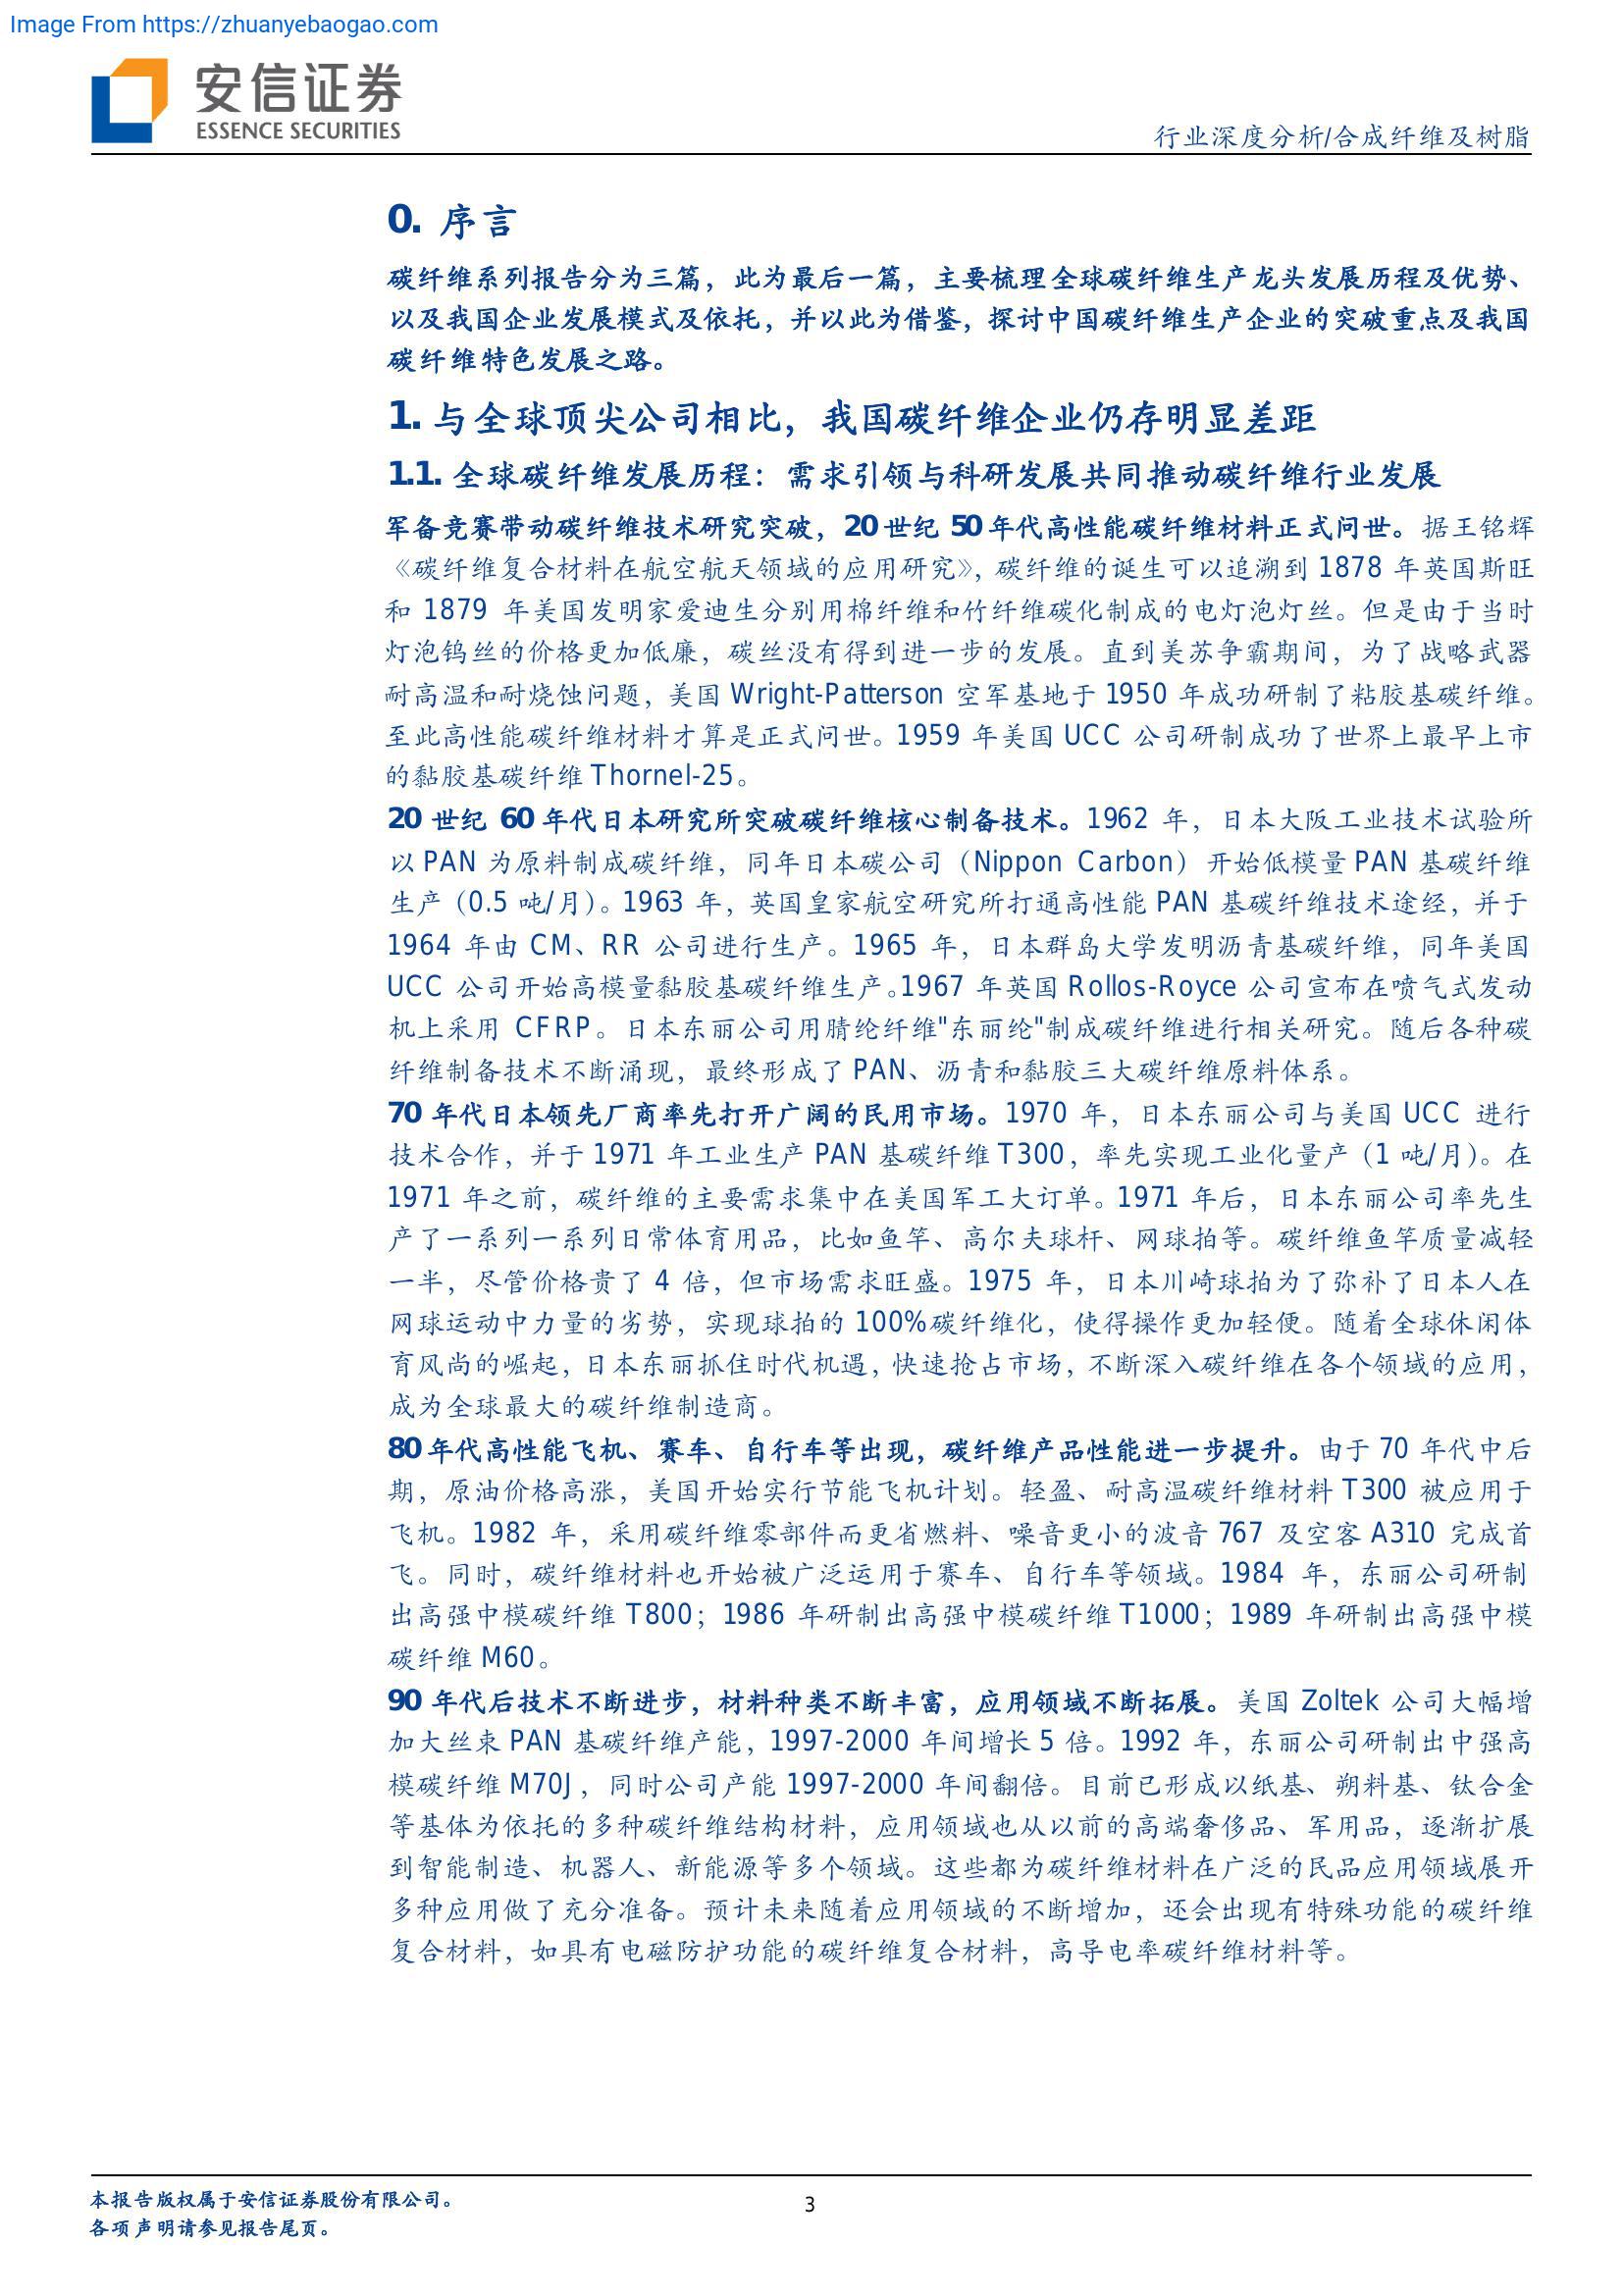 Image From https://zhuanyebaogao.com
安信证券
ESSENCE SECURITIES
行业深度分析/合成纤维及树脂
0. 序言
碳纤维系列报告分为三篇，此为最后一篇，主要梳理全球碳纤维生产龙头发展历程及优势、
以及我国企业发展模式及依托，并以此为借鉴，探讨中国碳纤维生产企业的突破重点及我国
碳纤维特色发展之路。
1. 与全球顶尖公司相比，我国碳纤维企业仍存明显差距
1.1. 全球碳纤维发展历程：需求引领与科研发展共同推动碳纤维行业发展
军备竞赛带动碳纤维技术研究突破，20 世纪 50 年代高性能碳纤维材料正式问世。据王铭辉
《碳纤维复合材料在航空航天领域的应用研究》，碳纤维的诞生可以追溯到 1878 年英国斯旺
和 1879 年美国发明家爱迪生分别用棉纤维和竹纤维碳化制成的电灯泡灯丝。但是由于当时
灯泡钨丝的价格更加低廉，碳丝没有得到进一步的发展。直到美苏争霸期间，为了战略武器
耐高温和耐烧蚀问题，美国 Wright-Patterson 空军基地于 1950 年成功研制了粘胶基碳纤维。
至此高性能碳纤维材料才算是正式问世。1959 年美国 UCC 公司研制成功了世界上最早上市
的黏胶基碳纤维 Thornel-25。
20 世纪 60 年代日本研究所突破碳纤维核心制备技术。1962 年，日本大阪工业技术试验所
以 PAN 为原料制成碳纤维，同年日本碳公司（Nippon Carbon）开始低模量 PAN 基碳纤维
生产（0.5 吨/月）。1963 年，英国皇家航空研究所打通高性能 PAN 基碳纤维技术途经，并于
1964 年由 CM、RR 公司进行生产。1965 年，日本群岛大学发明沥青基碳纤维，同年美国
UCC 公司开始高模量黏胶基碳纤维生产。1967 年英国 Rollos-Royce 公司宣布在喷气式发动
机上采用 CFRP。日本东丽公司用腈纶纤维"东丽纶"制成碳纤维进行相关研究。随后各种碳
纤维制备技术不断涌现，最终形成了 PAN、沥青和黏胶三大碳纤维原料体系。
70 年代日本领先厂商率先打开广阔的民用市场。1970 年，日本东丽公司与美国 UCC 进行
技术合作，并于 1971 年工业生产 PAN 基碳纤维 T300，率先实现工业化量产（1 吨/月）。在
1971 年之前，碳纤维的主要需求集中在美国军工大订单。1971 年后，日本东丽公司率先生
产了一系列一系列日常体育用品，比如鱼竿、高尔夫球杆、网球拍等。碳纤维鱼竿质量减轻
一半，尽管价格贵了 4 倍，但市场需求旺盛。1975 年，日本川崎球拍为了弥补了日本人在
网球运动中力量的劣势，实现球拍的 100%碳纤维化，使得操作更加轻便。随着全球休闲体
育风尚的崛起，日本东丽抓住时代机遇，快速抢占市场，不断深入碳纤维在各个领域的应用，
成为全球最大的碳纤维制造商。
80 年代高性能飞机、赛车、自行车等出现，碳纤维产品性能进一步提升。由于 70 年代中后
期，原油价格高涨，美国开始实行节能飞机计划。轻盈、耐高温碳纤维材料 T300 被应用于
飞机。1982 年，采用碳纤维零部件而更省燃料、噪音更小的波音 767 及空客 A310 完成首
飞。同时，碳纤维材料也开始被广泛运用于赛车、自行车等领域。1984 年，东丽公司研制
出高强中模碳纤维 T800；1986 年研制出高强中模碳纤维 T1000；1989 年研制出高强中模
碳纤维 M60。
90 年代后技术不断进步，材料种类不断丰富，应用领域不断拓展。美国 Zoltek 公司大幅增
加大丝束 PAN 基碳纤维产能，1997-2000 年间增长 5 倍。1992 年，东丽公司研制出中强高
模碳纤维 M70J，同时公司产能 1997-2000 年间翻倍。目前已形成以纸基、朔料基、钛合金
等基体为依托的多种碳纤维结构材料，应用领域也从以前的高端奢侈品、军用品，逐渐扩展
到智能制造、机器人、新能源等多个领域。这些都为碳纤维材料在广泛的民品应用领域展开
多种应用做了充分准备。预计未来随着应用领域的不断增加，还会出现有特殊功能的碳纤维
复合材料，如具有电磁防护功能的碳纤维复合材料，高导电率碳纤维材料等。
本报告版权属于安信证券股份有限公司。
3
各项声明请参见报告尾页。